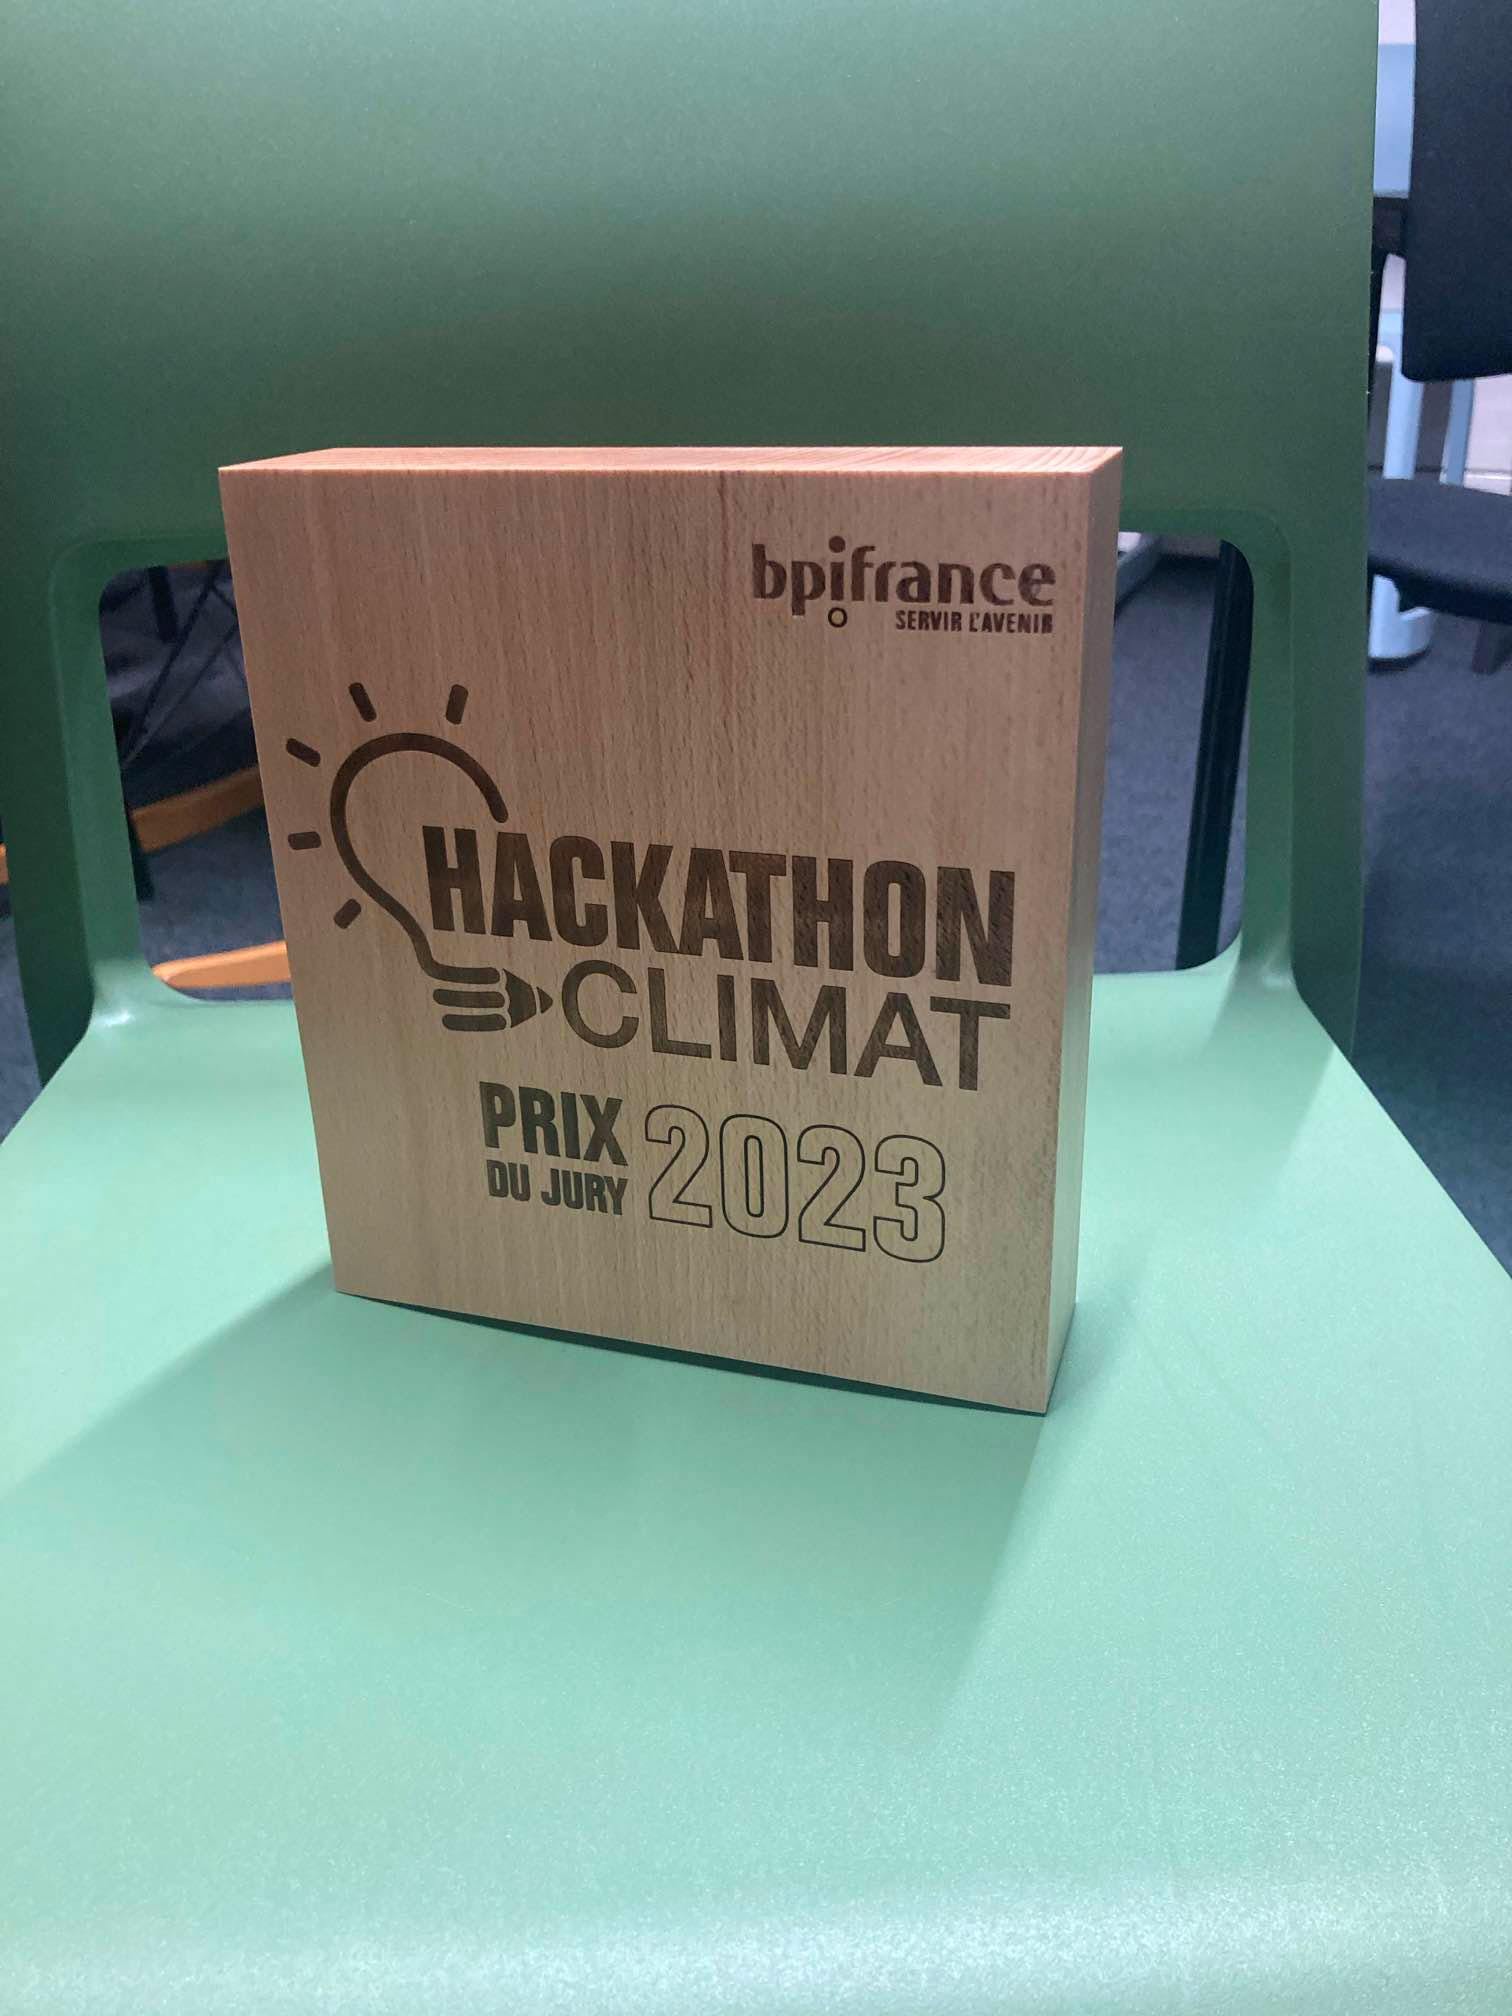 bpifrance
SERVIR L'AVENIR
HACKATHON
CLIMAT
PRIX
DU JURY
2023